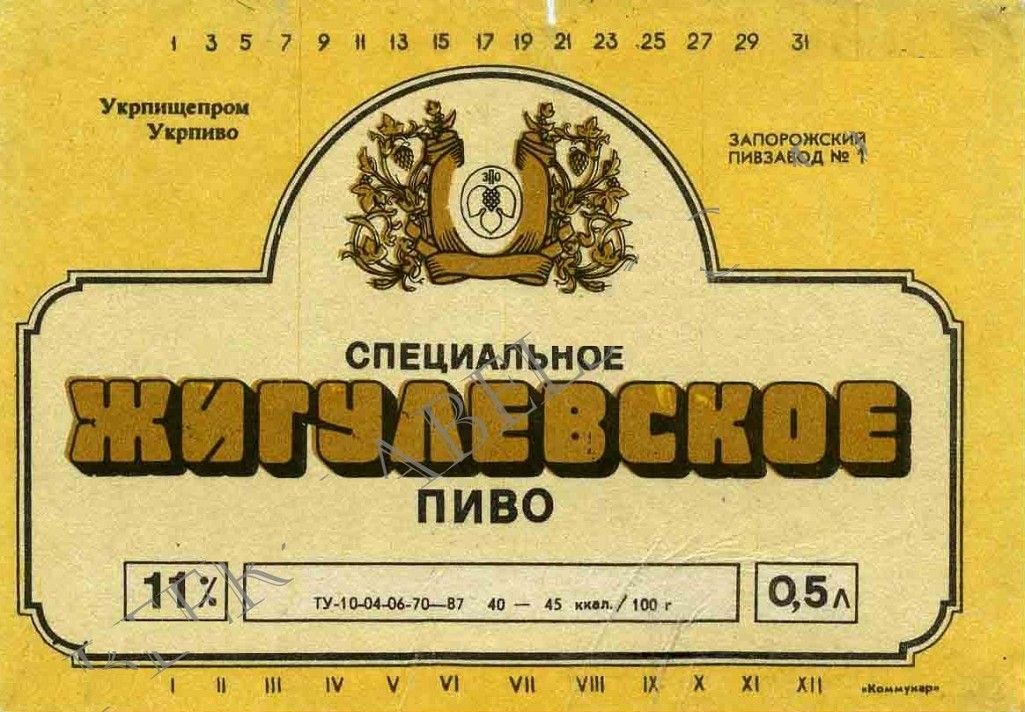 1 3 5 7 9 11 13 15 17 19 21 23 25 27 29 31
Укрпищепром
Укрпиво
ЗАПОРОЖСКИЙ
ПИВЗАВОД № 1
СПЕЦИАЛЬНОЕ
ЖИГУЛЕВСКОЕ
ПИВО
11%
ТУ-10-04-06-70—87 40 — 45 ккал./100 г
0,5л
I II III IV V VI VII VIII IX X XI XII
«Коммунар»